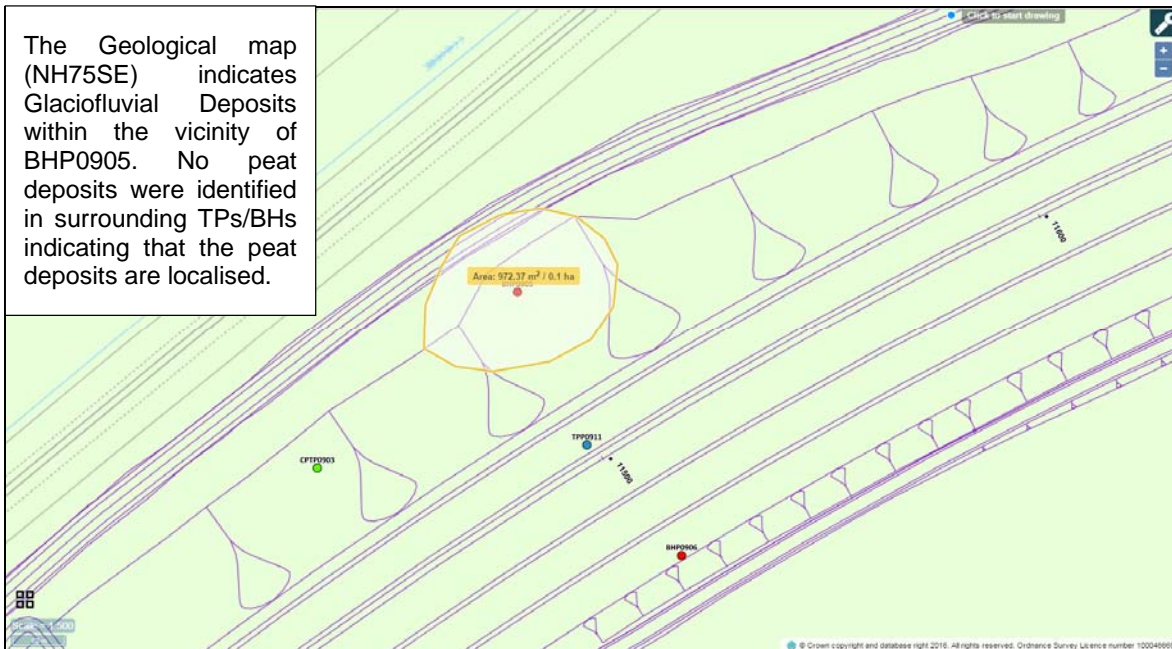 The Geological map
(NH75SE) indicates
Glaciofluvial Deposits
within the vicinity of
BHP0905. No peat
deposits were identified
in surrounding TPs/BHs
indicating that the peat
deposits are localised.
Click to start drawing
+
−
11600
Area: 972.37 m² / 0.1 ha
TPP0911
CPTP0903
11500
BHP0906
Scale = 1:500
© Crown copyright and database right 2016. All rights reserved. Ordnance Survey Licence number